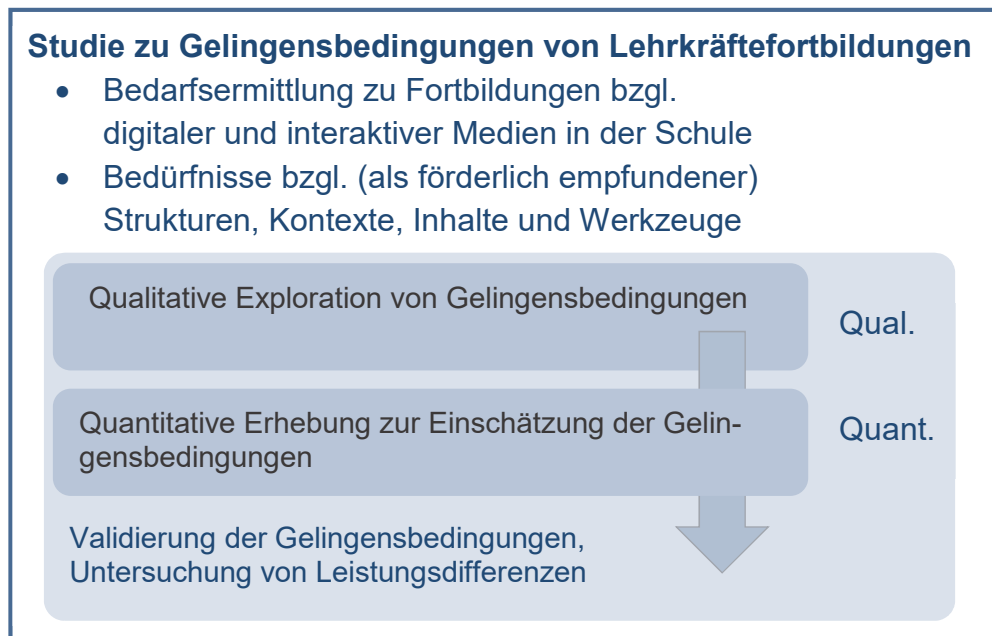 Studie zu Gelingensbedingungen von Lehrkräftefortbildungen
• Bedarfsermittlung zu Fortbildungen bzgl.
digitaler und interaktiver Medien in der Schule
• Bedürfnisse bzgl. (als förderlich empfundener)
Strukturen, Kontexte, Inhalte und Werkzeuge
Qualitative Exploration von Gelingensbedingungen
Qual.
Quantitative Erhebung zur Einschätzung der Gelin-
gensbedingungen
Quant.
Validierung der Gelingensbedingungen,
Untersuchung von Leistungsdifferenzen